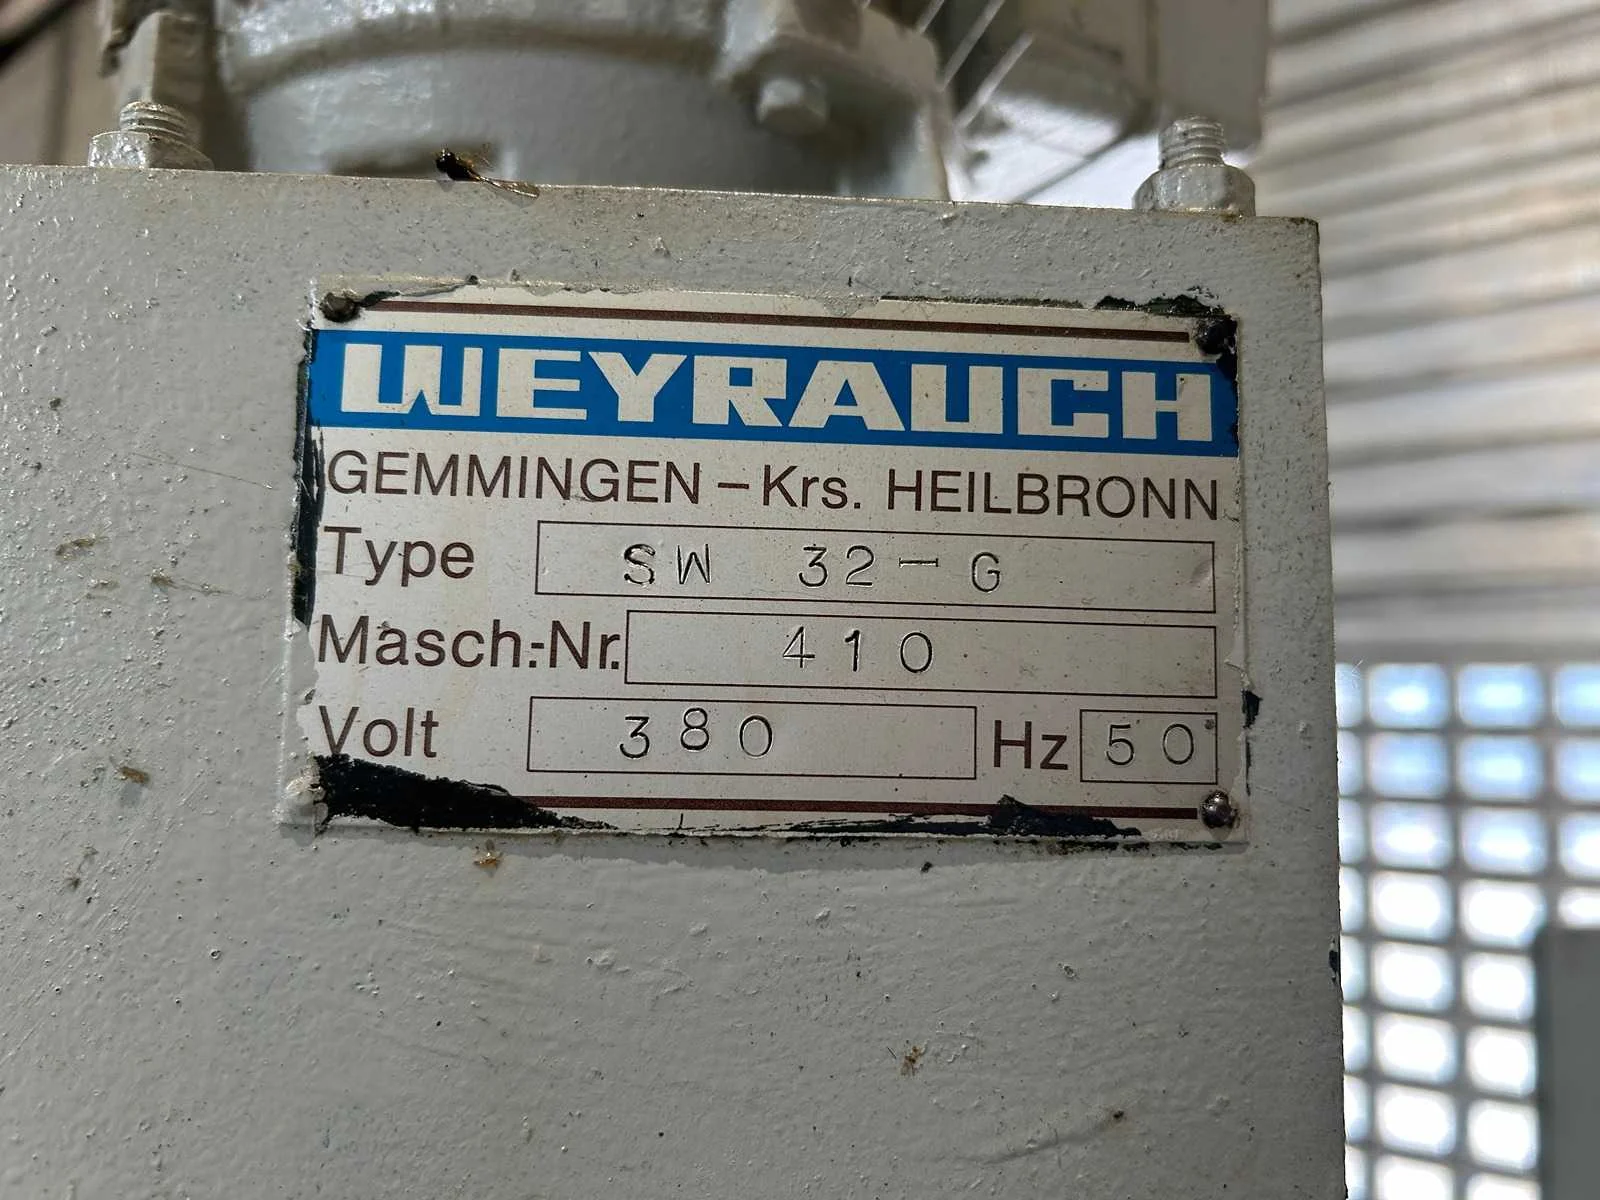 WEYRAUCH
GEMMINGEN – Krs. HEILBRONN
Type SW 32-G
Masch.-Nr. 410
Volt 380 Hz 50